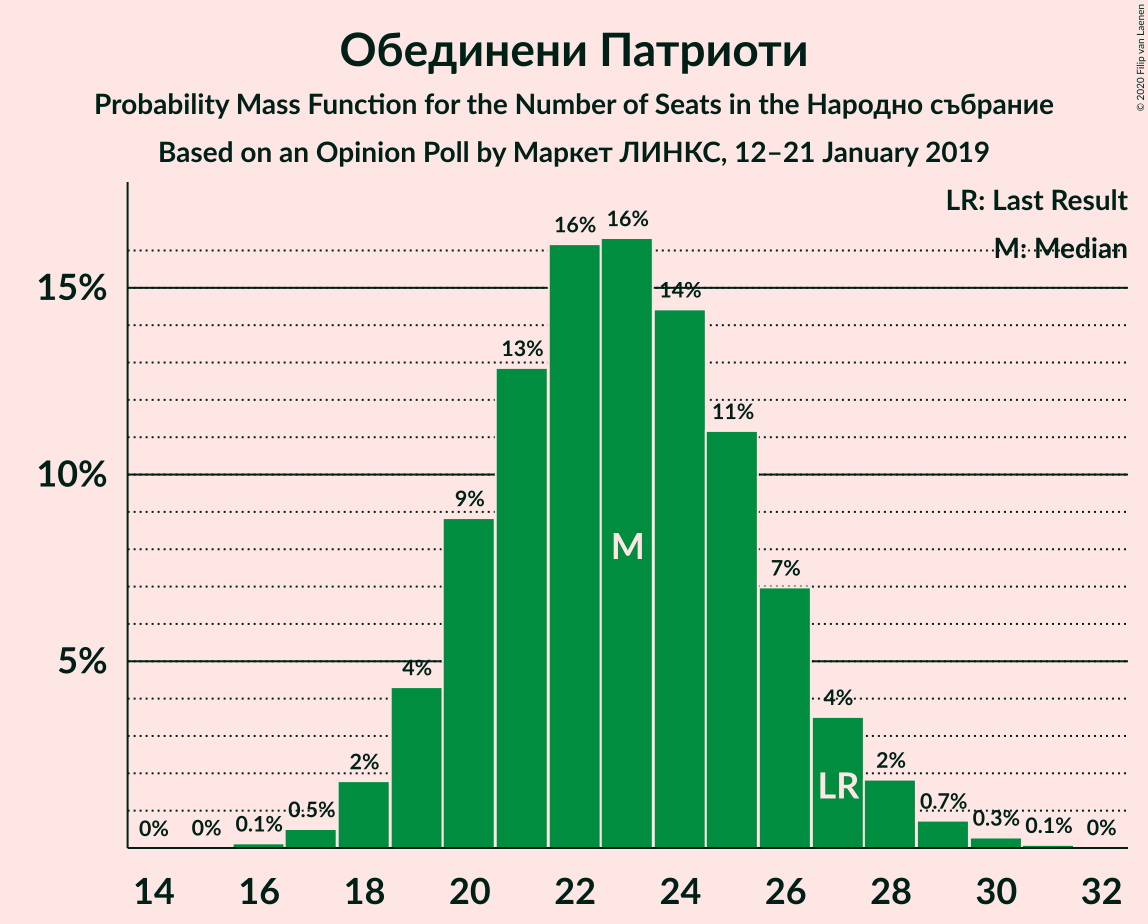 Обединени Патриоти
Probability Mass Function for the Number of Seats in the Народно събрание
Based on an Opinion Poll by Маркет ЛИНКС, 12–21 January 2019
© 2020 Filip van Laenen
LR: Last Result
M: Median
15%
10%
5%
0%
0%
0.1%
0.5%
2%
4%
9%
13%
16%
16%
14%
11%
7%
4%
2%
0.7%
0.3%
0.1%
0%
M
LR
14 16 18 20 22 24 26 28 30 32